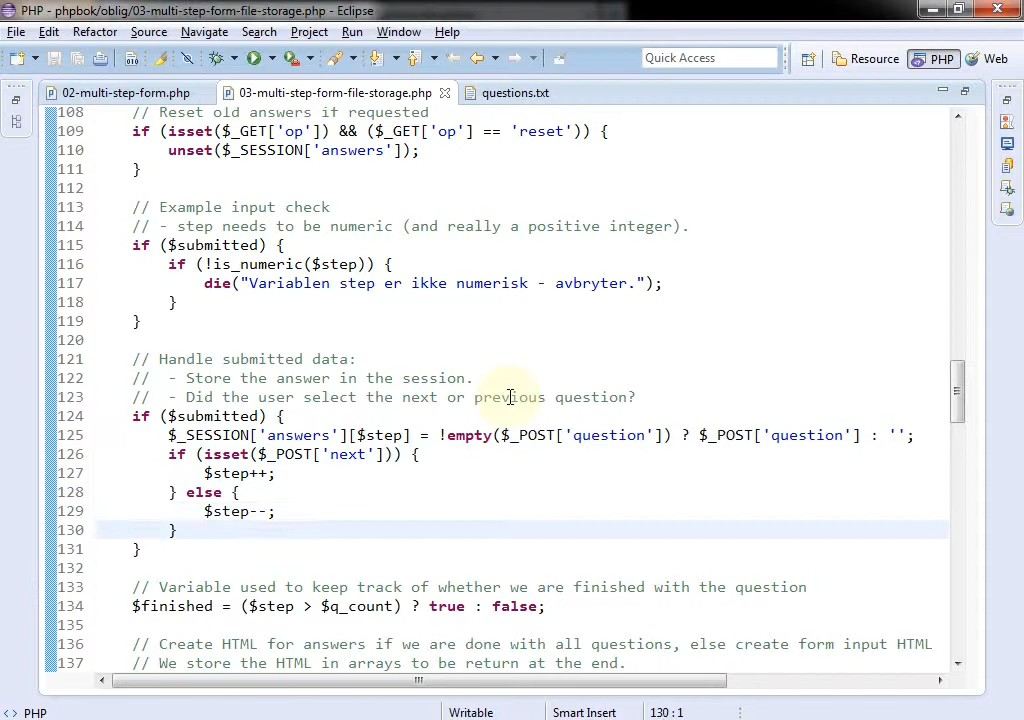 PHP - phpbok/oblig/03-multi-step-form-file-storage.php - Eclipse
File Edit Refactor Source Navigate Search Project Run Window Help
Quick Access Resource PHP Web
02-multi-step-form.php 03-multi-step-form-file-storage.php questions.txt
108 // Reset old answers if requested
109 if (isset($_GET['op']) && ($_GET['op'] == 'reset')) {
110 unset($_SESSION['answers']);
111 }
112
113 // Example input check
114 // - step needs to be numeric (and really a positive integer).
115 if ($submitted) {
116 if (!is_numeric($step)) {
117 die("Variablen step er ikke numerisk - avbryter.");
118 }
119 }
120
121 // Handle submitted data:
122 // - Store the answer in the session.
123 // - Did the user select the next or previous question?
124 if ($submitted) {
125 $_SESSION['answers'][$step] = !empty($_POST['question']) ? $_POST['question'] : '';
126 if (isset($_POST['next'])) {
127 $step++;
128 } else {
129 $step--;
130 }
131 }
132
133 // Variable used to keep track of whether we are finished with the question
134 $finished = ($step > $q_count) ? true : false;
135
136 // Create HTML for answers if we are done with all questions, else create form input HTML
137 // We store the HTML in arrays to be return at the end.
PHP Writable Smart Insert 130 : 1